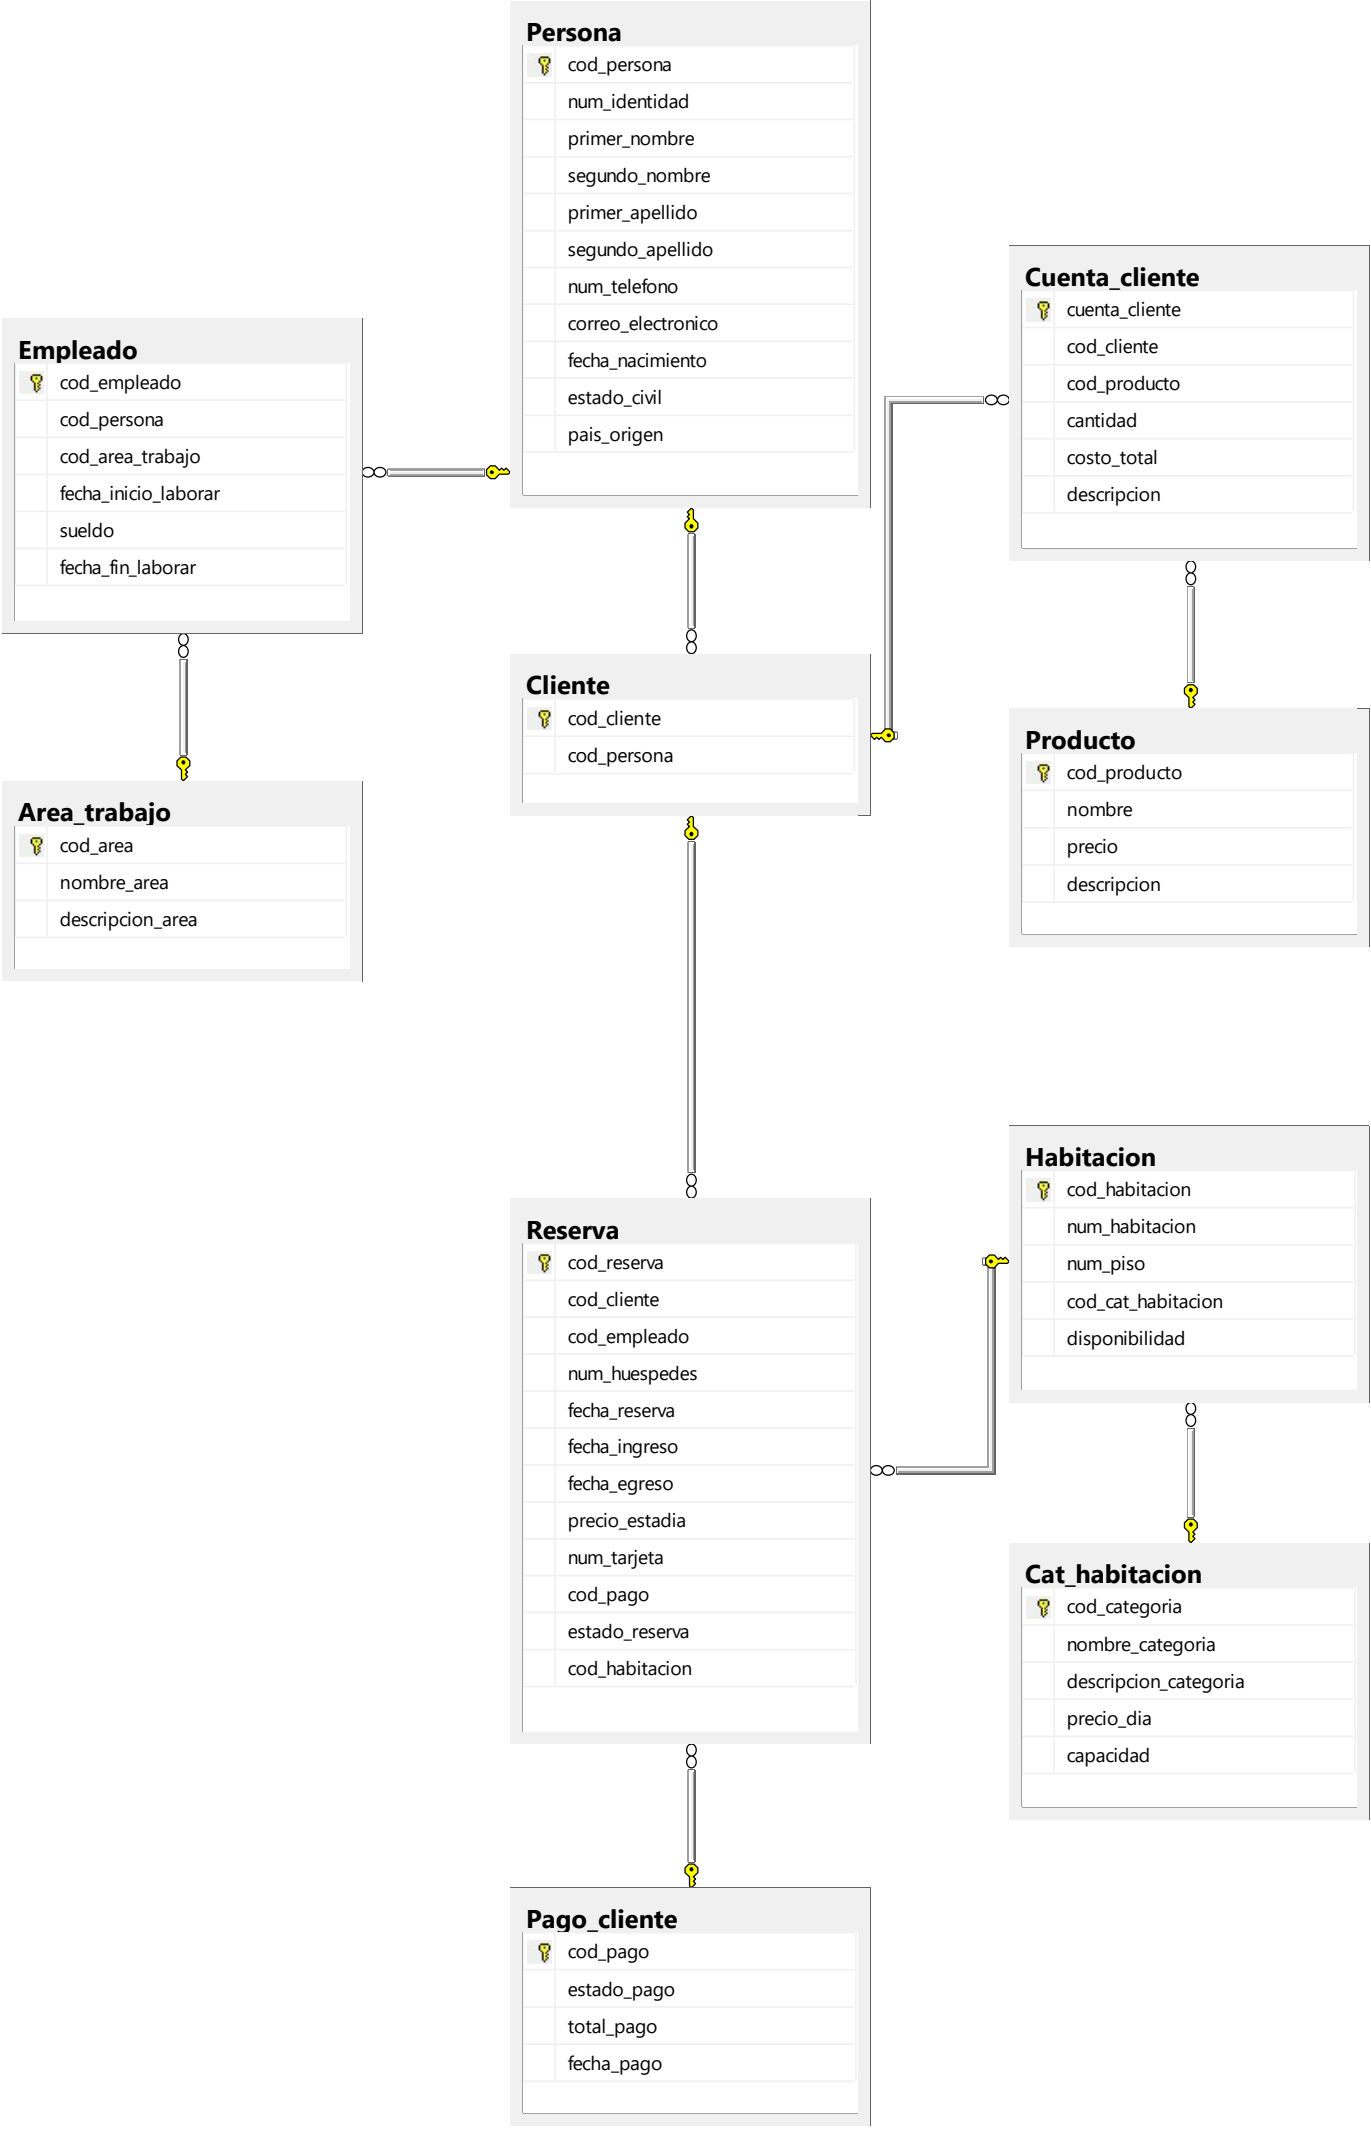 Persona
cod_persona
num_identidad
primer_nombre
segundo_nombre
primer_apellido
segundo_apellido
num_telefono
correo_electronico
fecha_nacimiento
estado_civil
pais_origen
Cuenta_cliente
cuenta_cliente
cod_cliente
cod_producto
cantidad
costo_total
descripcion
Empleado
cod_empleado
cod_persona
cod_area_trabajo
fecha_inicio_laborar
sueldo
fecha_fin_laborar
Cliente
cod_cliente
cod_persona
Producto
cod_producto
nombre
precio
descripcion
Area_trabajo
cod_area
nombre_area
descripcion_area
Habitacion
cod_habitacion
num_habitacion
num_piso
cod_cat_habitacion
disponibilidad
Reserva
cod_reserva
cod_cliente
cod_empleado
num_huespedes
fecha_reserva
fecha_ingreso
fecha_egreso
precio_estadia
num_tarjeta
cod_pago
estado_reserva
cod_habitacion
Cat_habitacion
cod_categoria
nombre_categoria
descripcion_categoria
precio_dia
capacidad
Pago_cliente
cod_pago
estado_pago
total_pago
fecha_pago